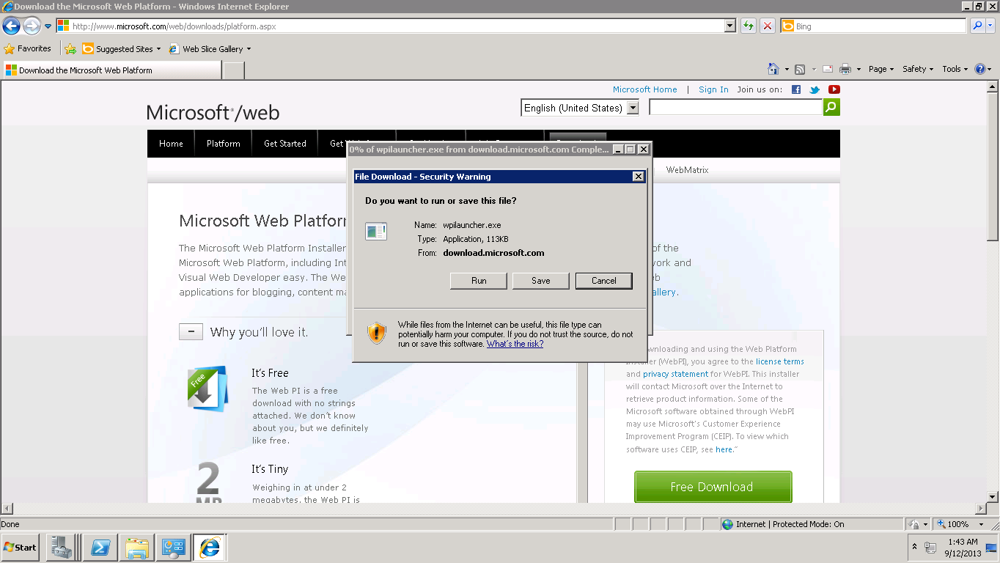 Download the Microsoft Web Platform - Windows Internet Explorer
http://www.microsoft.com/web/downloads/platform.aspx
Bing
Favorites Suggested Sites Web Slice Gallery
Download the Microsoft Web Platform
Page Safety Tools
Microsoft Home | Sign In Join us on:
Microsoft /web
English (United States)
Home Platform Get Started Get
WebMatrix
0% of wpilauncher.exe from download.microsoft.com Comple...
File Download - Security Warning
Do you want to run or save this file?
Name: wpilauncher.exe
Type: Application, 113KB
From: download.microsoft.com
Run Save Cancel
While files from the Internet can be useful, this file type can
potentially harm your computer. If you do not trust the source, do not
run or save this software. What's the risk?
Microsoft Web Platfor
The Microsoft Web Platform Installer
of the
Microsoft Web Platform, including Int
work and
Visual Web Developer easy. The We
applications for blogging, content ma
allery.
Why you'll love it.
Free
It's Free
The Web PI is a free
download with no strings
attached. We don't know
about you, but we definitely
like free.
2
MB
It's Tiny
Weighing in at under 2
megabytes, the Web PI is
ownloading and using the Web Platform
Installer (WebPI), you agree to the license terms
and privacy statement for WebPI. This installer
will contact Microsoft over the Internet to
retrieve product information. Some of the
Microsoft software obtained through WebPI
may use Microsoft's Customer Experience
Improvement Program (CEIP). To view which
software uses CEIP, see here."
Free Download
Done
Internet | Protected Mode: On
100%
Start
1:43 AM
9/12/2013